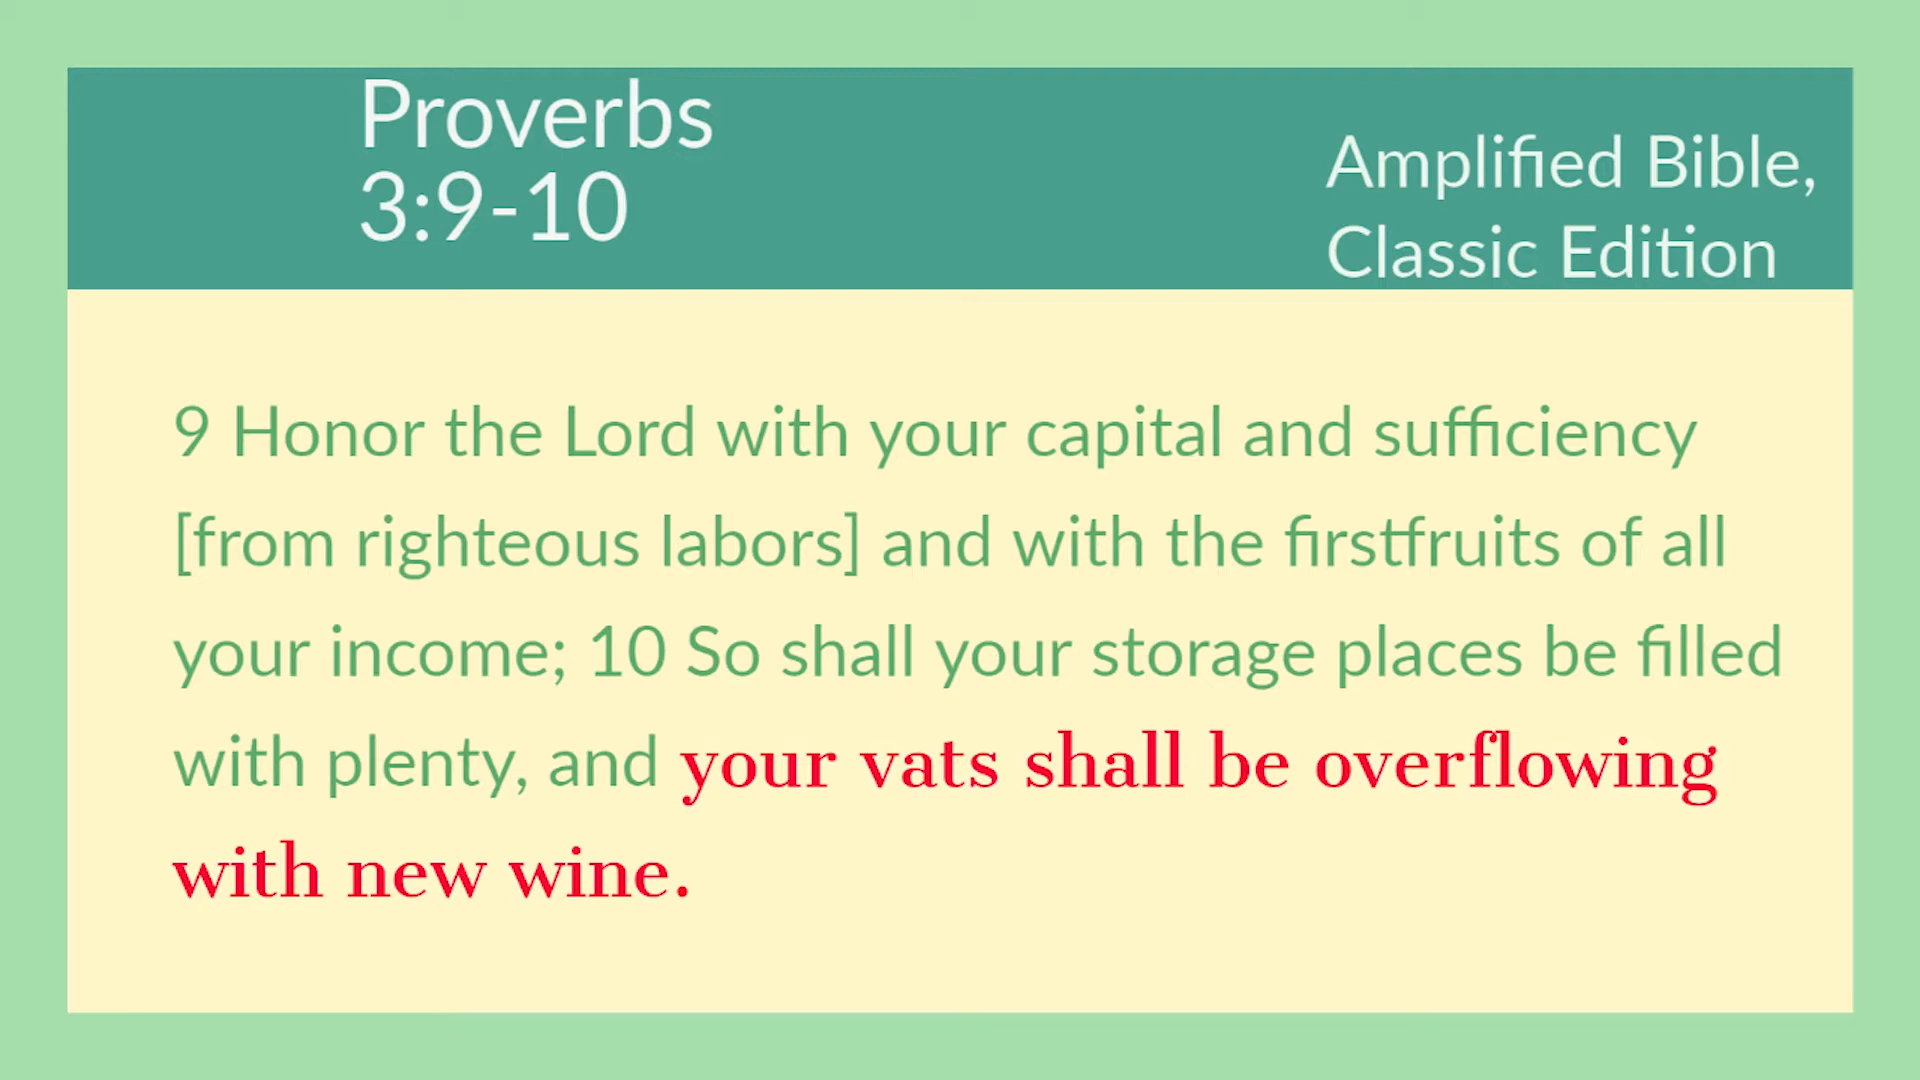 Proverbs
3:9-10
Amplified Bible,
Classic Edition
9 Honor the Lord with your capital and sufficiency
[from righteous labors] and with the firstfruits of all
your income; 10 So shall your storage places be filled
with plenty, and your vats shall be overflowing
with new wine.